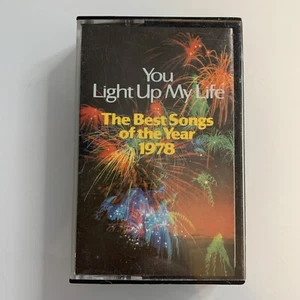 You
Light Up My Life
The Best Songs
of the Year
1978